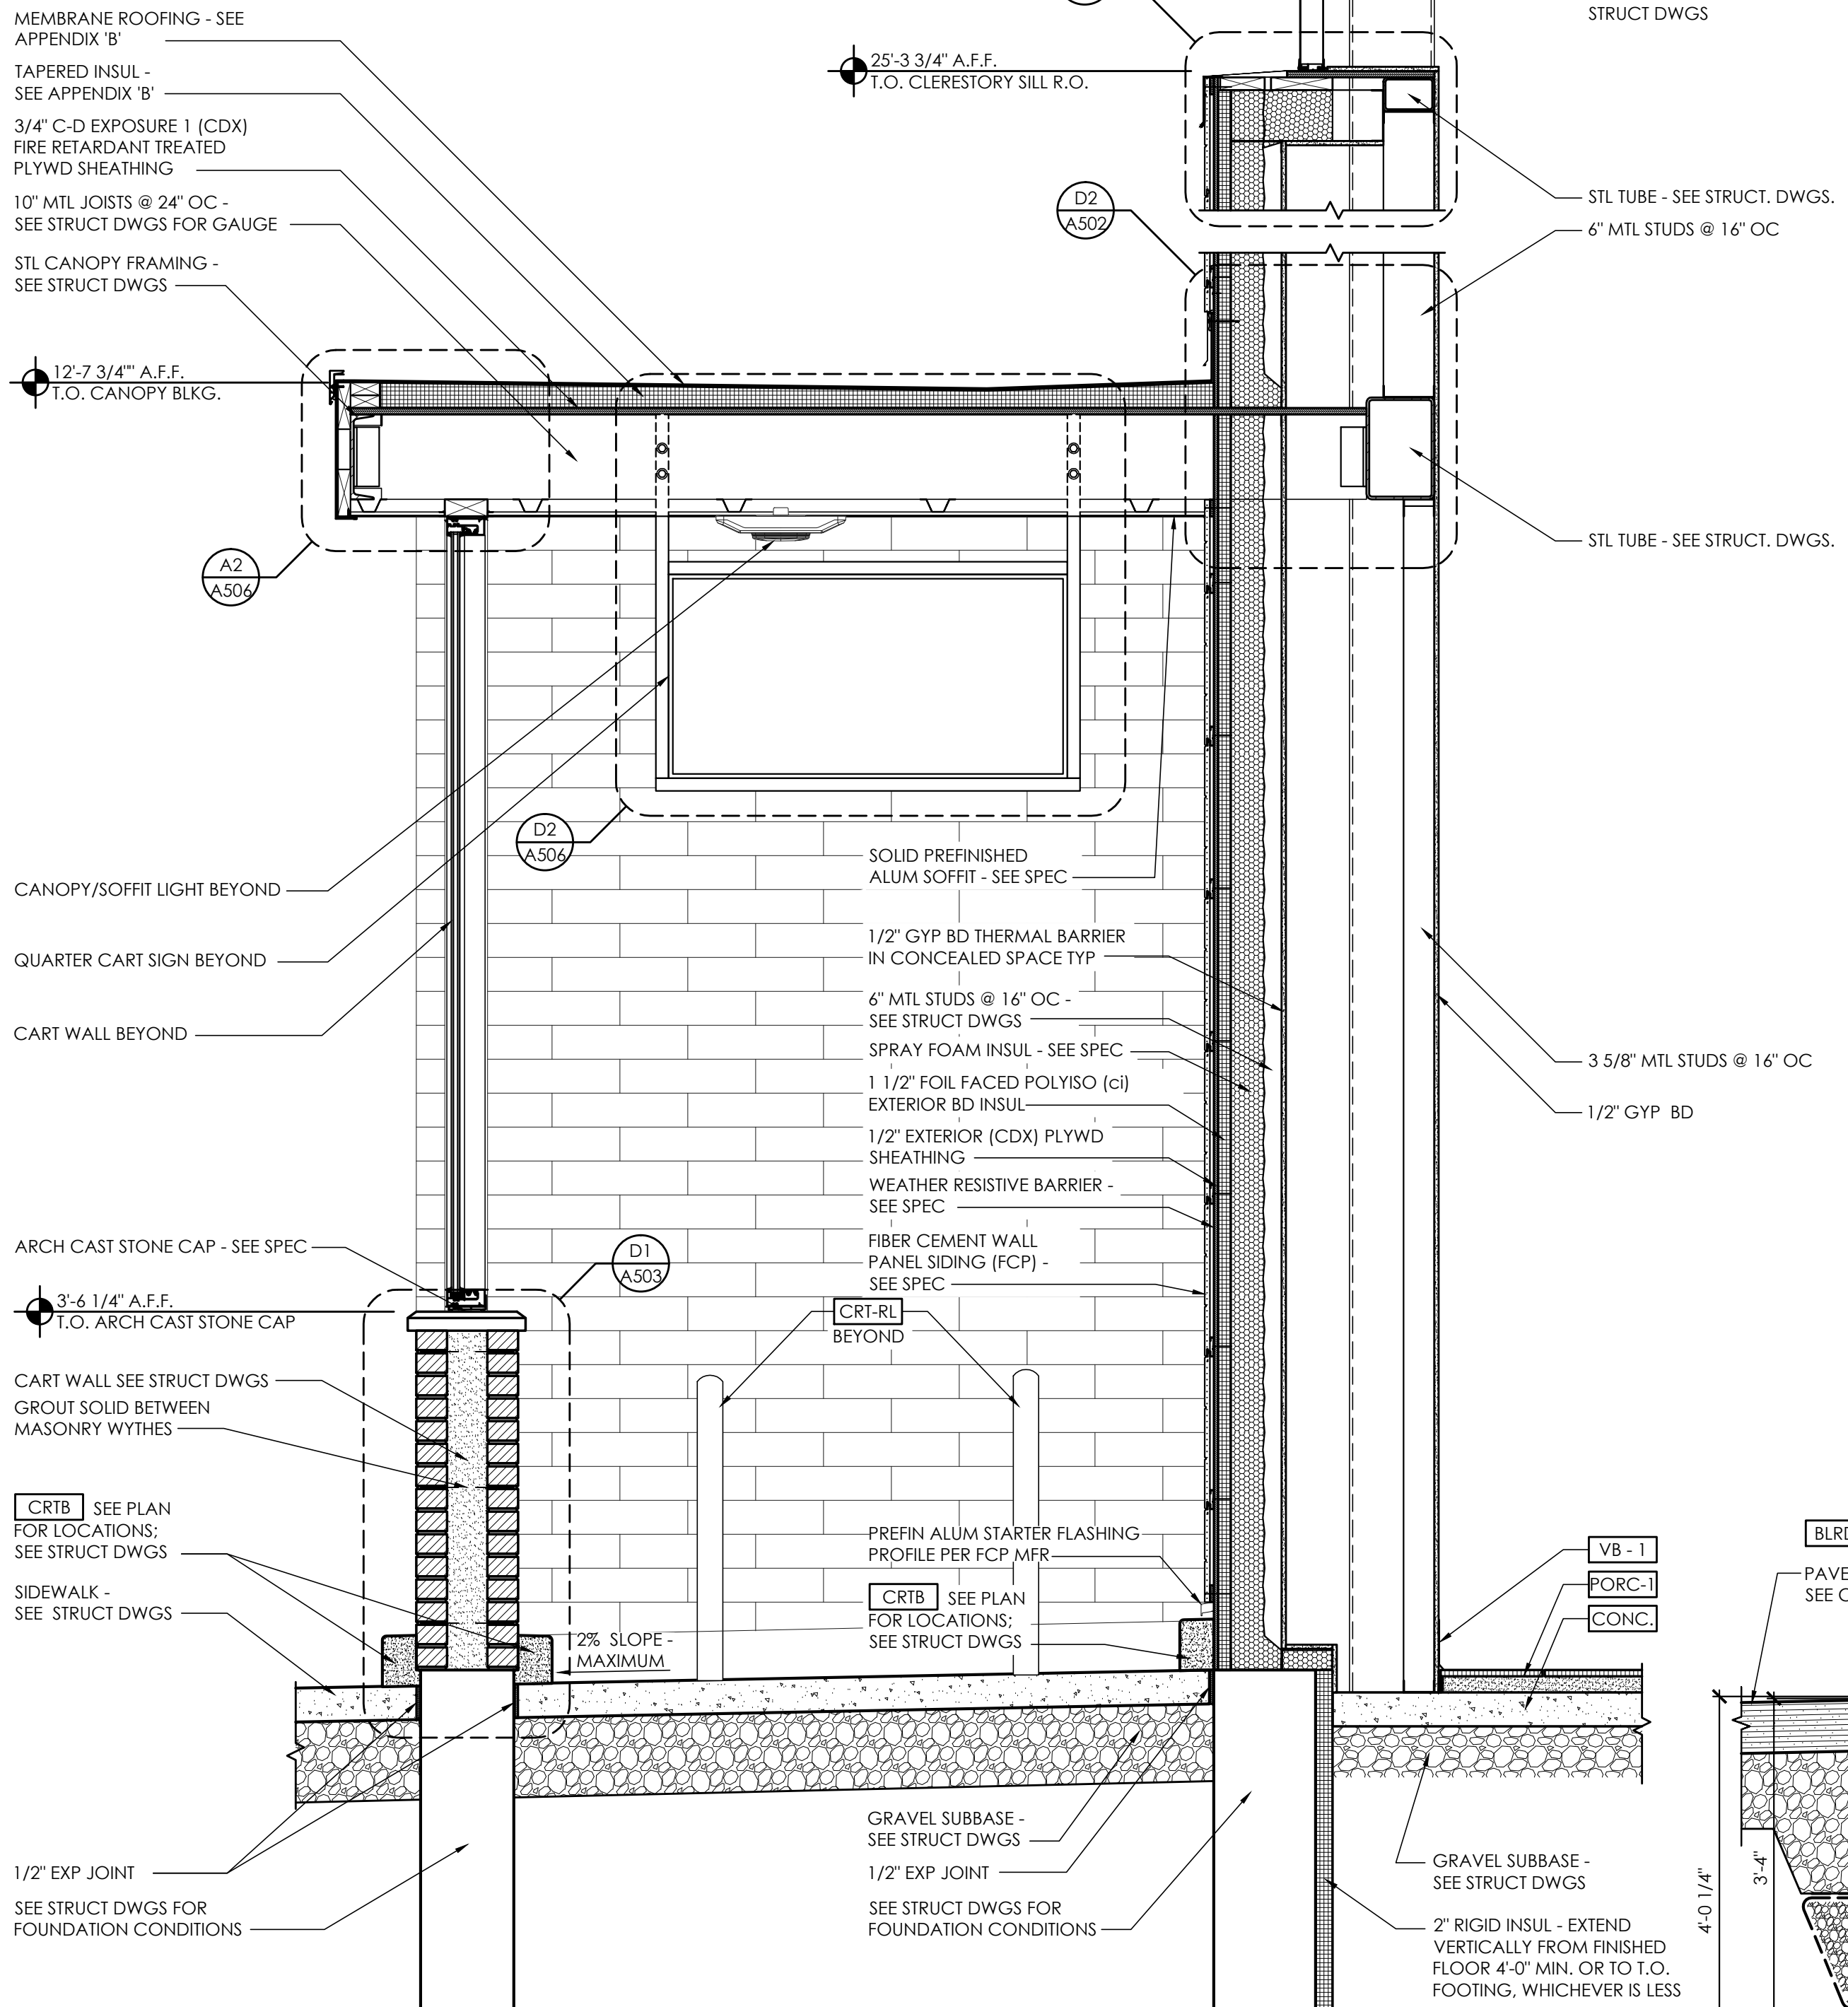 MEMBRANE ROOFING - SEE
APPENDIX 'B'
TAPERED INSUL -
SEE APPENDIX 'B'
3/4" C-D EXPOSURE 1 (CDX)
FIRE RETARDANT TREATED
PLYWD SHEATHING
10" MTL JOISTS @ 24" OC -
SEE STRUCT DWGS FOR GAUGE
STL CANOPY FRAMING -
SEE STRUCT DWGS
12'-7 3/4"" A.F.F.
T.O. CANOPY BLKG.
A2
A506
25'-3 3/4" A.F.F.
T.O. CLERESTORY SILL R.O.
D2
A502
STRUCT DWGS
STL TUBE - SEE STRUCT. DWGS.
6" MTL STUDS @ 16" OC
STL TUBE - SEE STRUCT. DWGS.
D2
A506
CANOPY/SOFFIT LIGHT BEYOND
QUARTER CART SIGN BEYOND
CART WALL BEYOND
SOLID PREFINISHED
ALUM SOFFIT - SEE SPEC
1/2" GYP BD THERMAL BARRIER
IN CONCEALED SPACE TYP
6" MTL STUDS @ 16" OC -
SEE STRUCT DWGS
SPRAY FOAM INSUL - SEE SPEC
1 1/2" FOIL FACED POLYISO (ci)
EXTERIOR BD INSUL
1/2" EXTERIOR (CDX) PLYWD
SHEATHING
WEATHER RESISTIVE BARRIER -
SEE SPEC
FIBER CEMENT WALL
PANEL SIDING (FCP) -
SEE SPEC
3 5/8" MTL STUDS @ 16" OC
1/2" GYP BD
ARCH CAST STONE CAP - SEE SPEC
D1
A503
3'-6 1/4" A.F.F.
T.O. ARCH CAST STONE CAP
CRT-RL
BEYOND
CART WALL SEE STRUCT DWGS
GROUT SOLID BETWEEN
MASONRY WYTHES
CRTB SEE PLAN
FOR LOCATIONS;
SEE STRUCT DWGS
SIDEWALK -
SEE STRUCT DWGS
2% SLOPE -
MAXIMUM
PREFIN ALUM STARTER FLASHING
PROFILE PER FCP MFR
CRTB SEE PLAN
FOR LOCATIONS;
SEE STRUCT DWGS
VB - 1
PORC-1
CONC.
BLRD
PAVE
SEE C
1/2" EXP JOINT
SEE STRUCT DWGS FOR
FOUNDATION CONDITIONS
GRAVEL SUBBASE -
SEE STRUCT DWGS
1/2" EXP JOINT
SEE STRUCT DWGS FOR
FOUNDATION CONDITIONS
GRAVEL SUBBASE -
SEE STRUCT DWGS
2" RIGID INSUL - EXTEND
VERTICALLY FROM FINISHED
FLOOR 4'-0" MIN. OR TO T.O.
FOOTING, WHICHEVER IS LESS
4'-0 1/4"
3'-4"